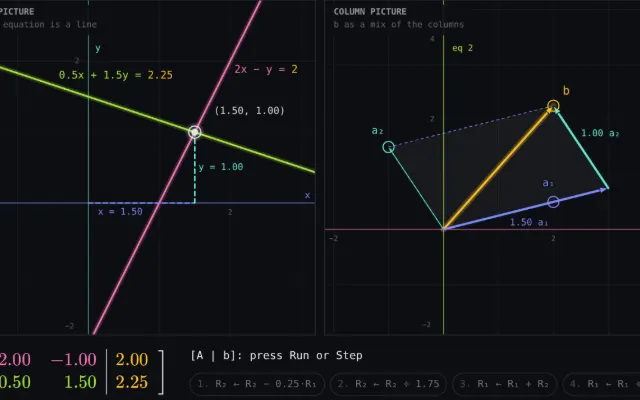 PICTURE
equation is a line
y
2
0.5x + 1.5y = 2.25
2x − y = 2
(1.50, 1.00)
y = 1.00
x
x = 1.50
2
−2
COLUMN PICTURE
b as a mix of the columns
4
eq 2
b
2
a₂
1.00 a₂
a₁
1.50 a₁
−2
2
−2
2.00 −1.00 2.00
0.50 1.50 2.25
[A | b]: press Run or Step
1. R₂ ← R₂ − 0.25·R₁
2. R₂ ← R₂ ÷ 1.75
3. R₁ ← R₁ + R₂
4. R₁ ← R₁